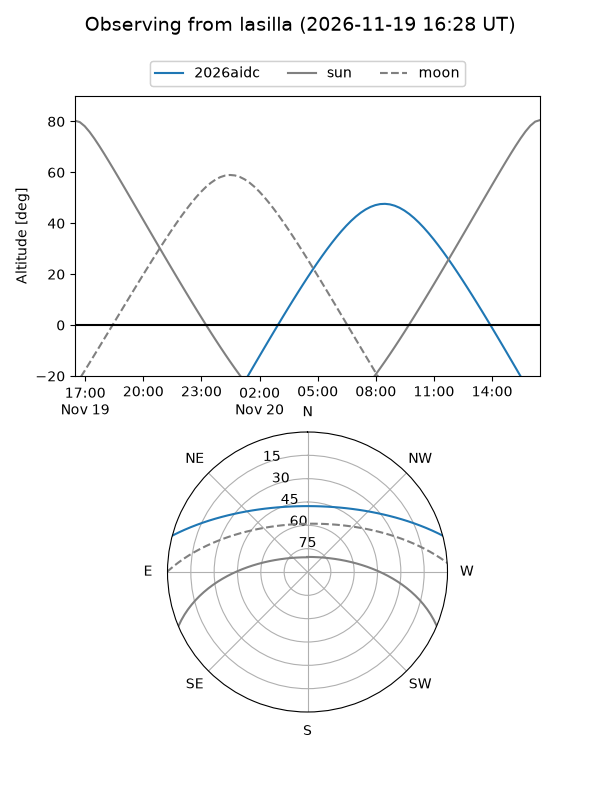 Observing from lasilla (2026-11-19 16:28 UT)
2026aidc sun moon
80
60
40
20
0
−20
Altitude [deg]
17:00 20:00 23:00 02:00 05:00 08:00 11:00 14:00
Nov 19 Nov 20
N
NE NW
15
30
45
60
75
E W
SE SW
S